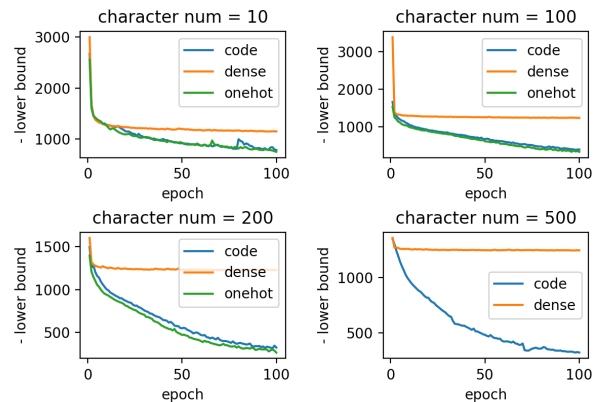 character num = 10
3000
2000
1000
- lower bound
code
dense
onehot
0
50
100
epoch
character num = 100
3000
2000
1000
- lower bound
code
dense
onehot
0
50
100
epoch
character num = 200
1500
1000
500
- lower bound
code
dense
onehot
0
50
100
epoch
character num = 500
1000
500
- lower bound
code
dense
0
50
100
epoch